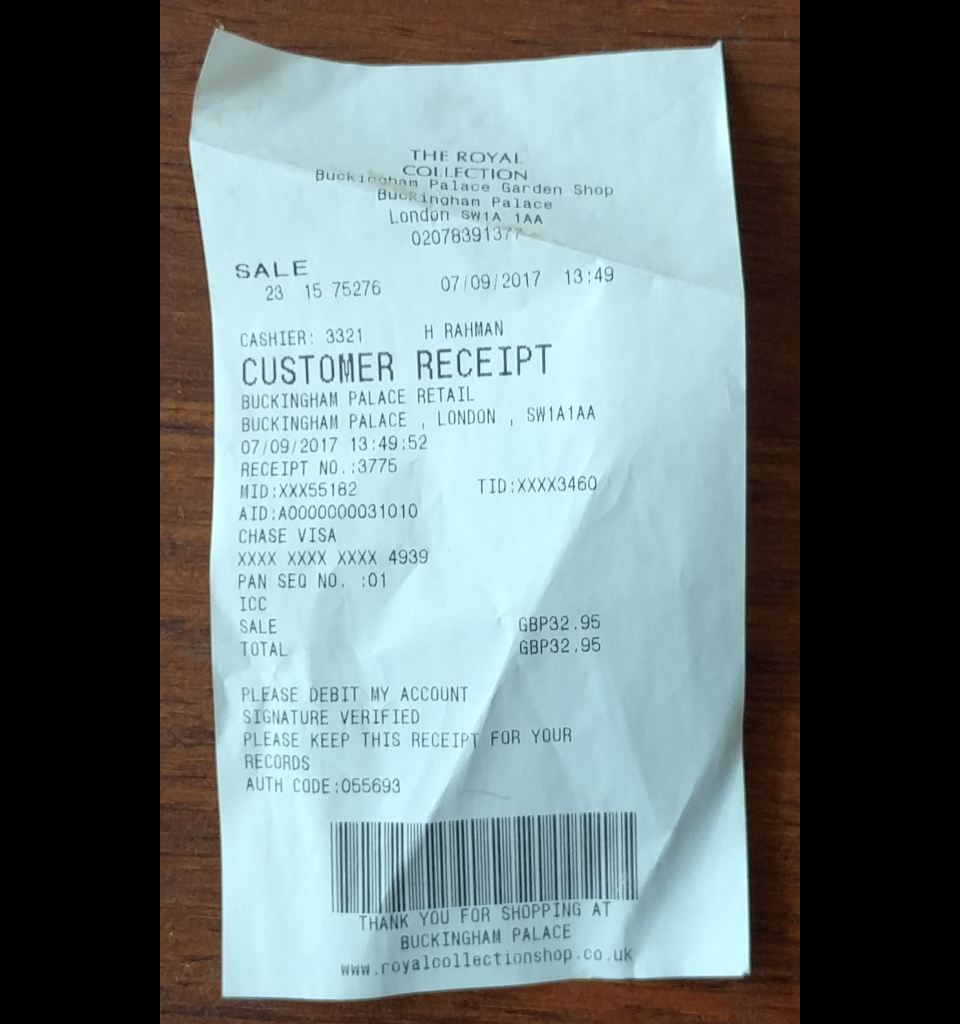 THE ROYAL
COLLECTION
Buckingham Palace Garden Shop
Buckingham Palace
London SW1A 1AA
02078391377
SALE
23 15 75276 07/09/2017 13:49
CASHIER: 3321 H RAHMAN
CUSTOMER RECEIPT
BUCKINGHAM PALACE RETAIL
BUCKINGHAM PALACE , LONDON , SW1A1AA
07/09/2017 13:49:52
RECEIPT NO.:3775
MID:XXX55182 TID:XXXX3460
AID:A0000000031010
CHASE VISA
XXXX XXXX XXXX 4939
PAN SEQ NO. :01
ICC
SALE GBP32.95
TOTAL GBP32.95
PLEASE DEBIT MY ACCOUNT
SIGNATURE VERIFIED
PLEASE KEEP THIS RECEIPT FOR YOUR
RECORDS
AUTH CODE:055693
THANK YOU FOR SHOPPING AT
BUCKINGHAM PALACE
www.royalcollectionshop.co.uk